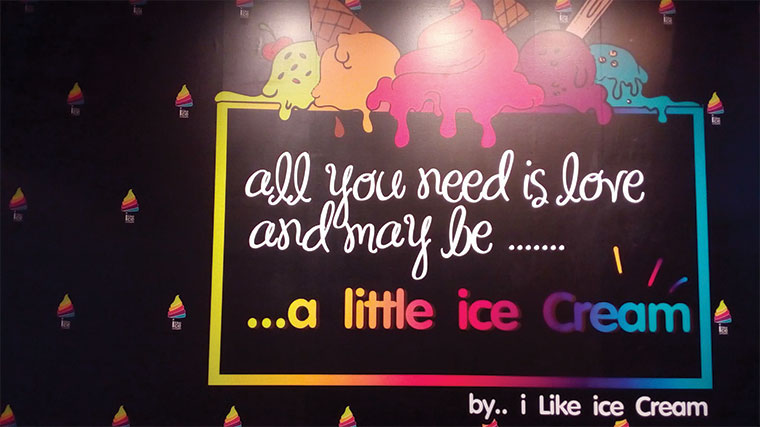 all you need is love
and may be .......
...a little ice Cream
by.. i Like ice Cream